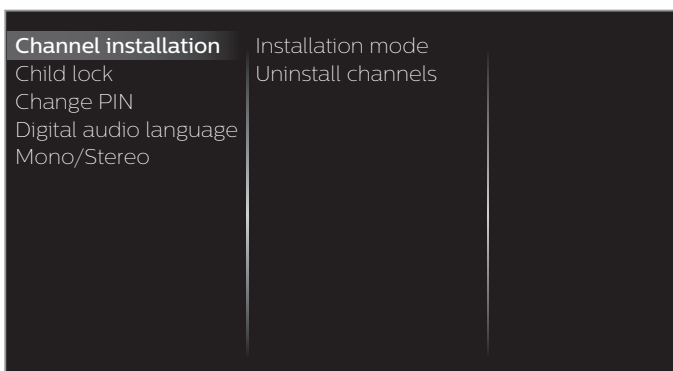 Channel installation
Child lock
Change PIN
Digital audio language
Mono/Stereo
Installation mode
Uninstall channels